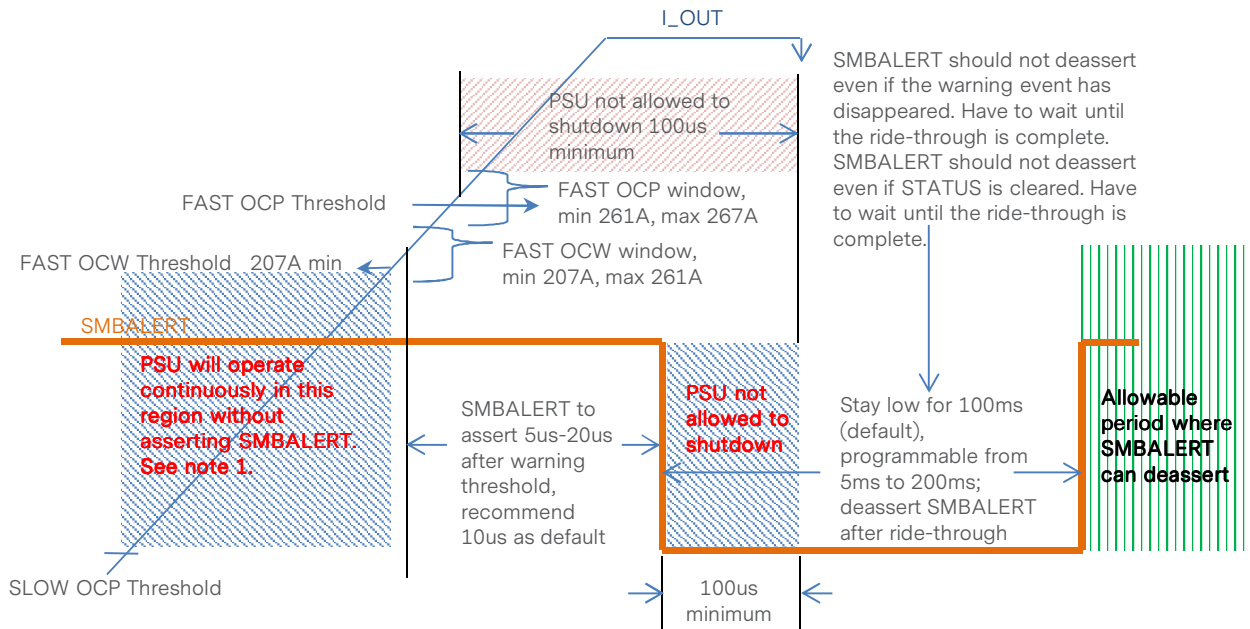 I_OUT
PSU not allowed to
shutdown 100us
minimum
SMBALERT should not deassert
even if the warning event has
disappeared. Have to wait until
the ride-through is complete.
SMBALERT should not deassert
even if STATUS is cleared. Have
to wait until the ride-through is
complete.
FAST OCP Threshold
FAST OCP window,
min 261A, max 267A
FAST OCW Threshold 207A min
FAST OCW window,
min 207A, max 261A
SMBALERT
PSU will operate
continuously in this
region without
asserting SMBALERT.
See note 1.
SMBALERT to
assert 5us-20us
after warning
threshold,
recommend
10us as default
PSU not
allowed to
shutdown
Stay low for 100ms
(default),
programmable from
5ms to 200ms;
deassert SMBALERT
after ride-through
Allowable
period where
SMBALERT
can deassert
SLOW OCP Threshold
100us
minimum